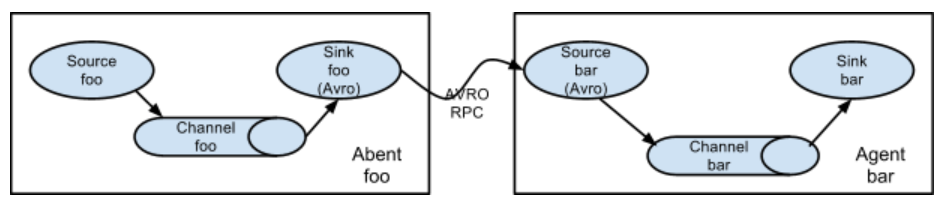 Source
foo
Channel
foo
Sink
foo
(Avro)
Abent
foo
AVRO
RPC
Source
bar
(Avro)
Channel
bar
Sink
bar
Agent
bar